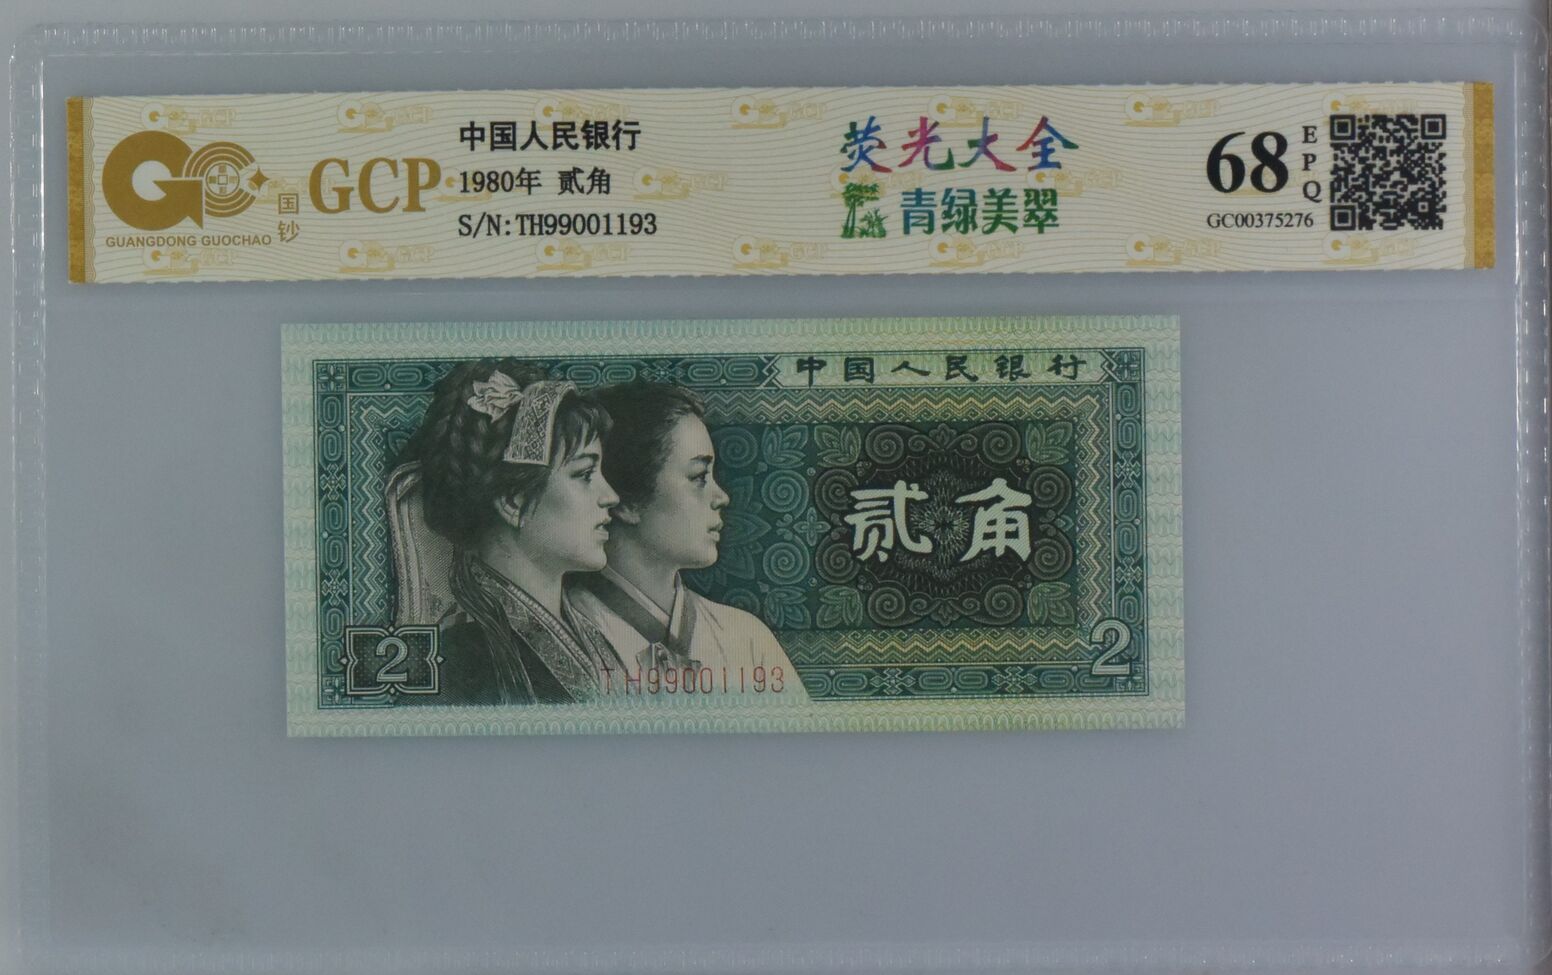 GUANGDONG GUOCHAO
国钞
GCP
中国人民银行
1980年 贰角
S/N:TH99001193
荧光大全
青绿美翠
68
EPQ
GC00375276
中国人民银行
贰角
2
2
TH99001193